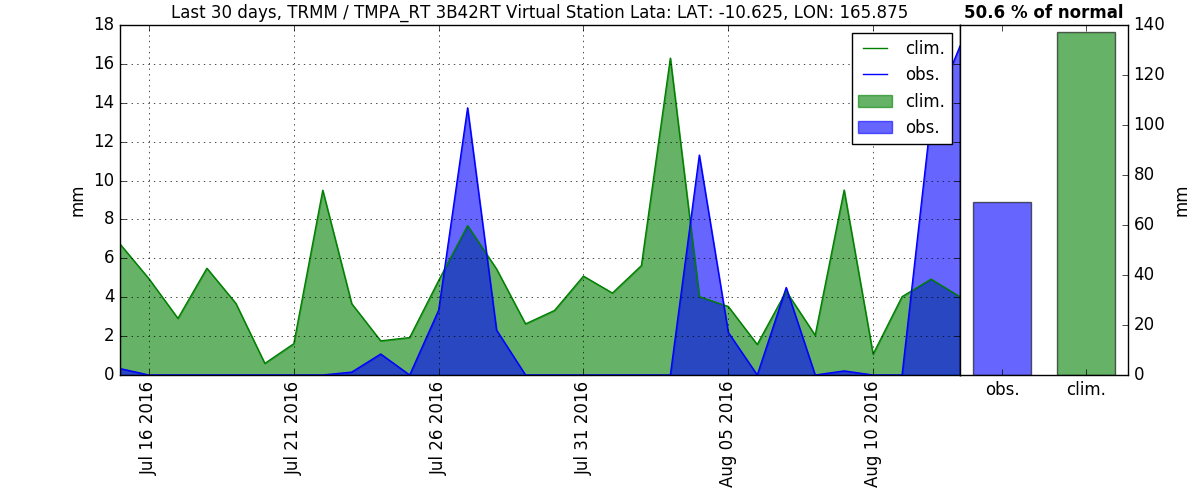 Last 30 days, TRMM / TMPA_RT 3B42RT Virtual Station Lata: LAT: -10.625, LON: 165.875
50.6 % of normal
mm
18
16
14
12
10
8
6
4
2
0
clim.
obs.
clim.
obs.
Jul 16 2016
Jul 21 2016
Jul 26 2016
Jul 31 2016
Aug 05 2016
Aug 10 2016
140
120
100
80
60
40
20
0
mm
obs.
clim.